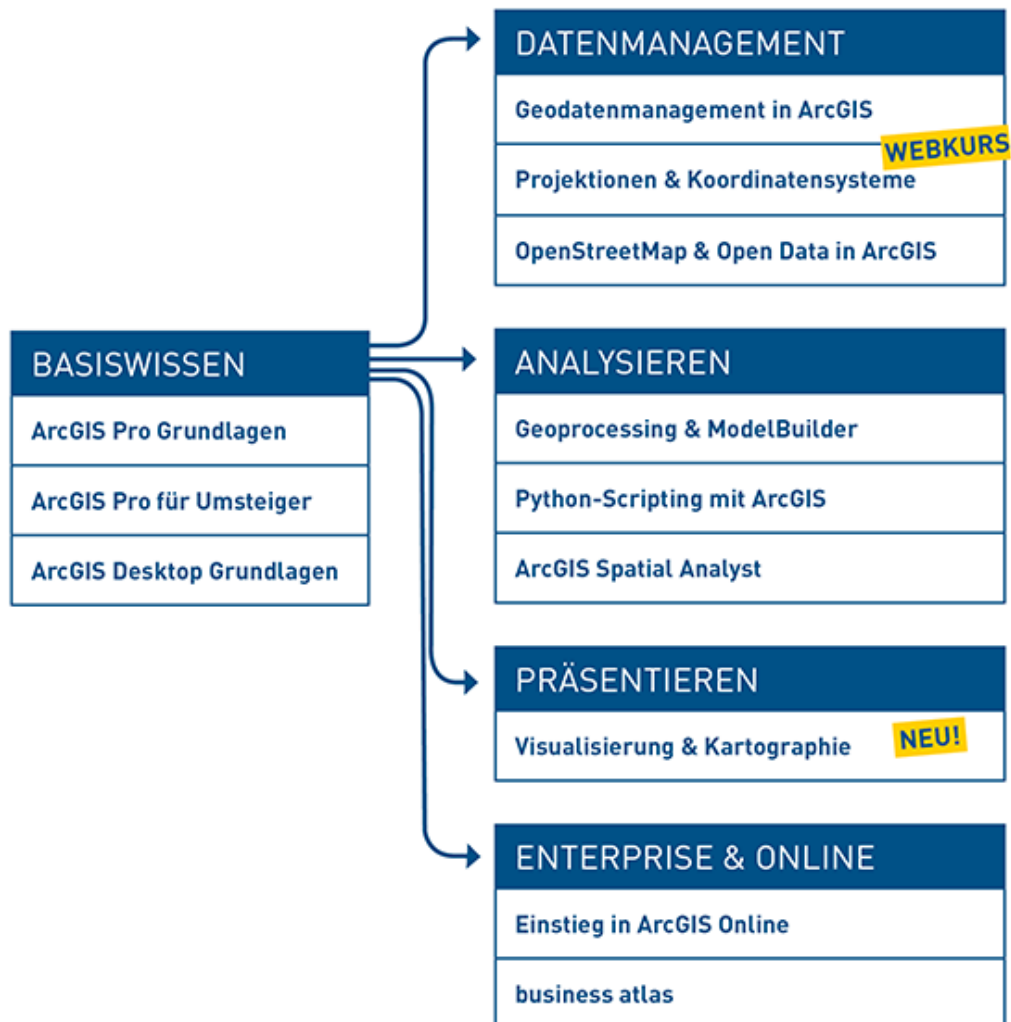 BASISWISSEN
ArcGIS Pro Grundlagen
ArcGIS Pro für Umsteiger
ArcGIS Desktop Grundlagen
DATENMANAGEMENT
Geodatenmanagement in ArcGIS
WEBKURS
Projektionen & Koordinatensysteme
OpenStreetMap & Open Data in ArcGIS
ANALYSIEREN
Geoprocessing & ModelBuilder
Python-Scripting mit ArcGIS
ArcGIS Spatial Analyst
PRÄSENTIEREN
Visualisierung & Kartographie
NEU!
ENTERPRISE & ONLINE
Einstieg in ArcGIS Online
business atlas